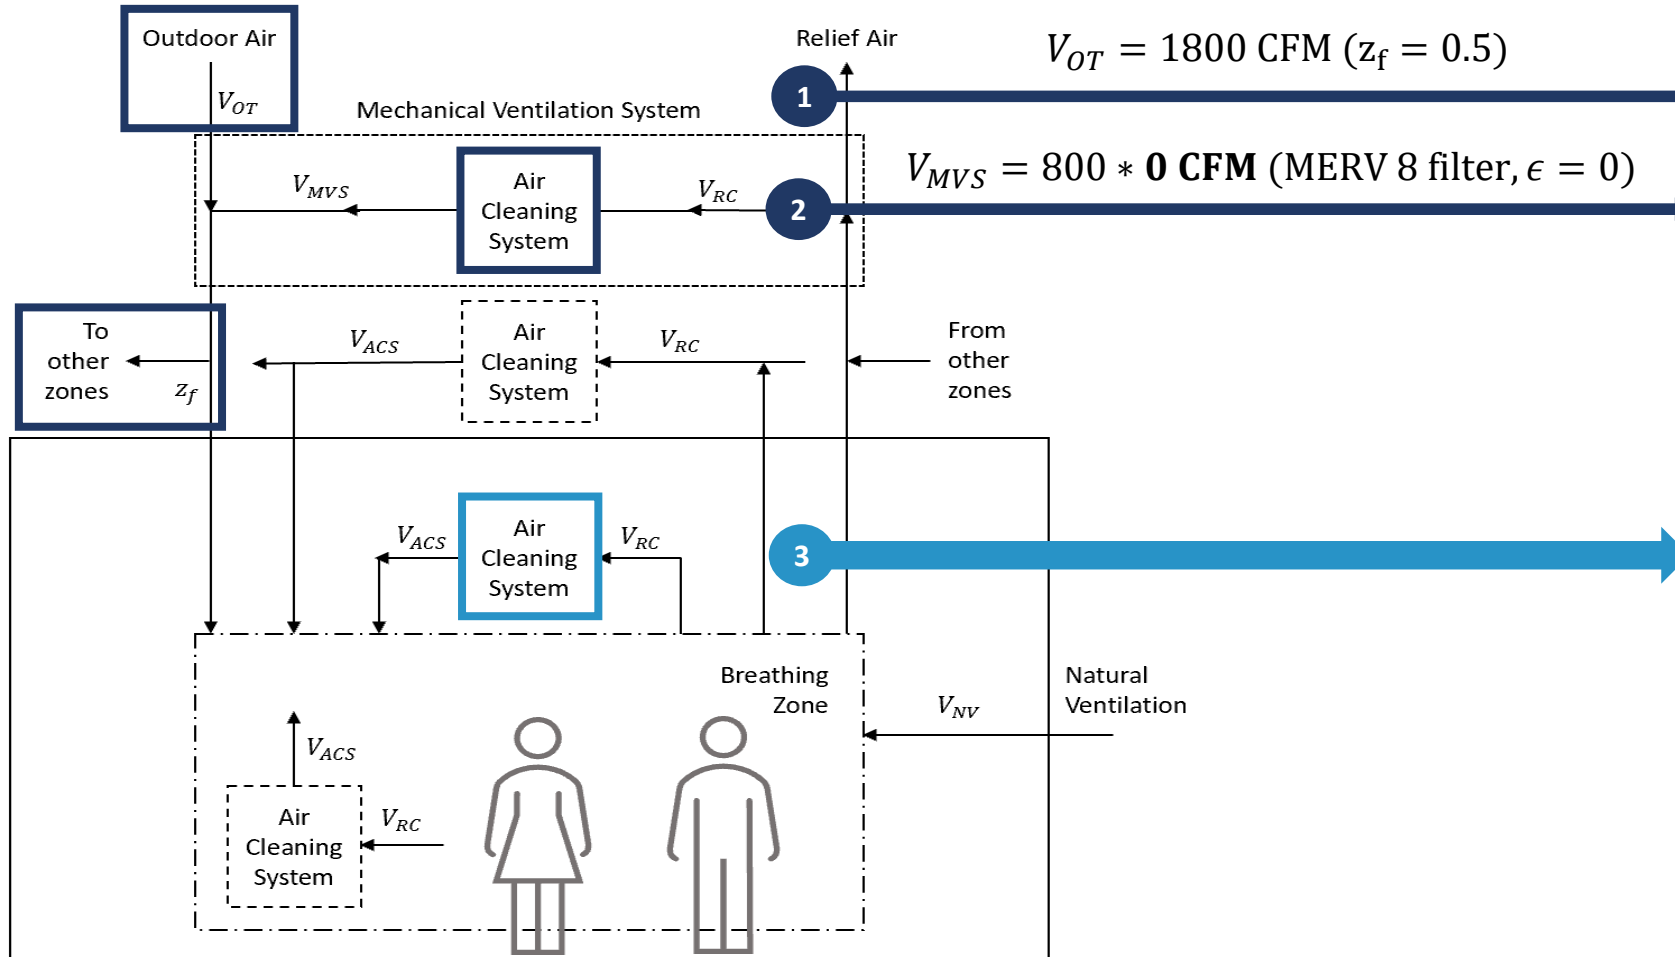 Outdoor Air
Relief Air
V_OT = 1800 CFM (z_f = 0.5)
V_OT
1
Mechanical Ventilation System
V_MVS = 800 * 0 CFM (MERV 8 filter, ϵ = 0)
V_MVS
Air
Cleaning
System
V_RC
2
To
other
zones
z_f
V_ACS
Air
Cleaning
System
V_RC
From
other
zones
V_ACS
Air
Cleaning
System
V_RC
3
Breathing
Zone
Natural
Ventilation
V_NV
V_ACS
Air
Cleaning
System
V_RC